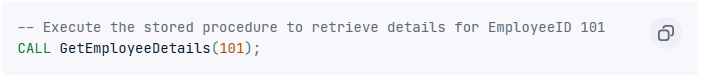 -- Execute the stored procedure to retrieve details for EmployeeID 101
CALL GetEmployeeDetails(101);